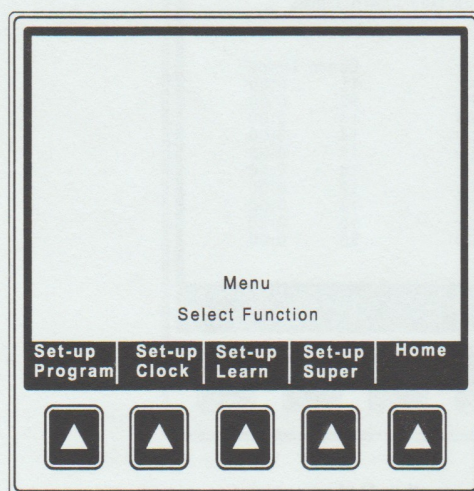 Menu
Select Function
Set-up Program
Set-up Clock
Set-up Learn
Set-up Super
Home